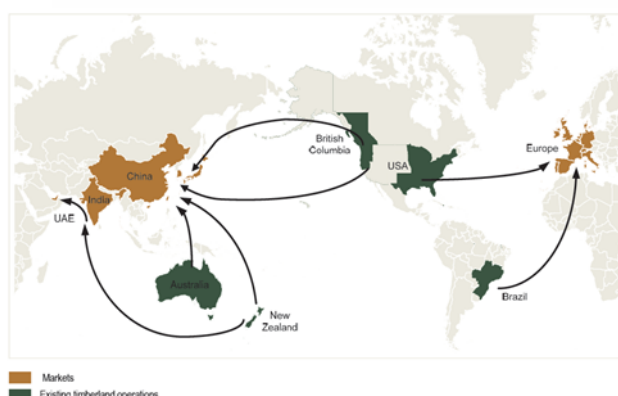 British
Columbia
USA
Europe
China
India
UAE
Australia
New
Zealand
Brazil
Markets
Existing timberland operations